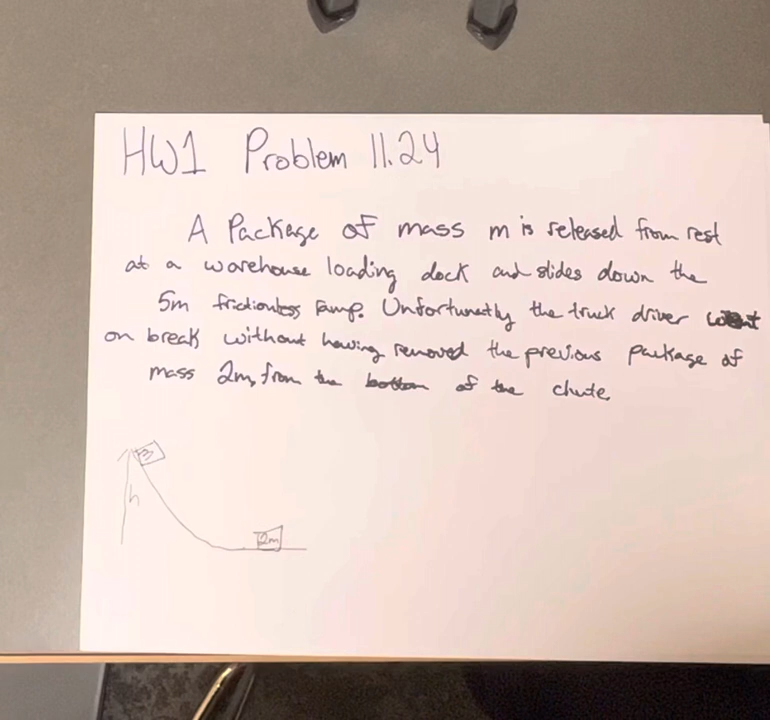 HW1 Problem 11.24
A Package of mass m is released from rest
at a warehouse loading dock and slides down the
5m frictionless ramp. Unfortunatly the truck driver went
on break without having removed the previous package of
mass 2m, from the bottom of the chute.
m
h
2m